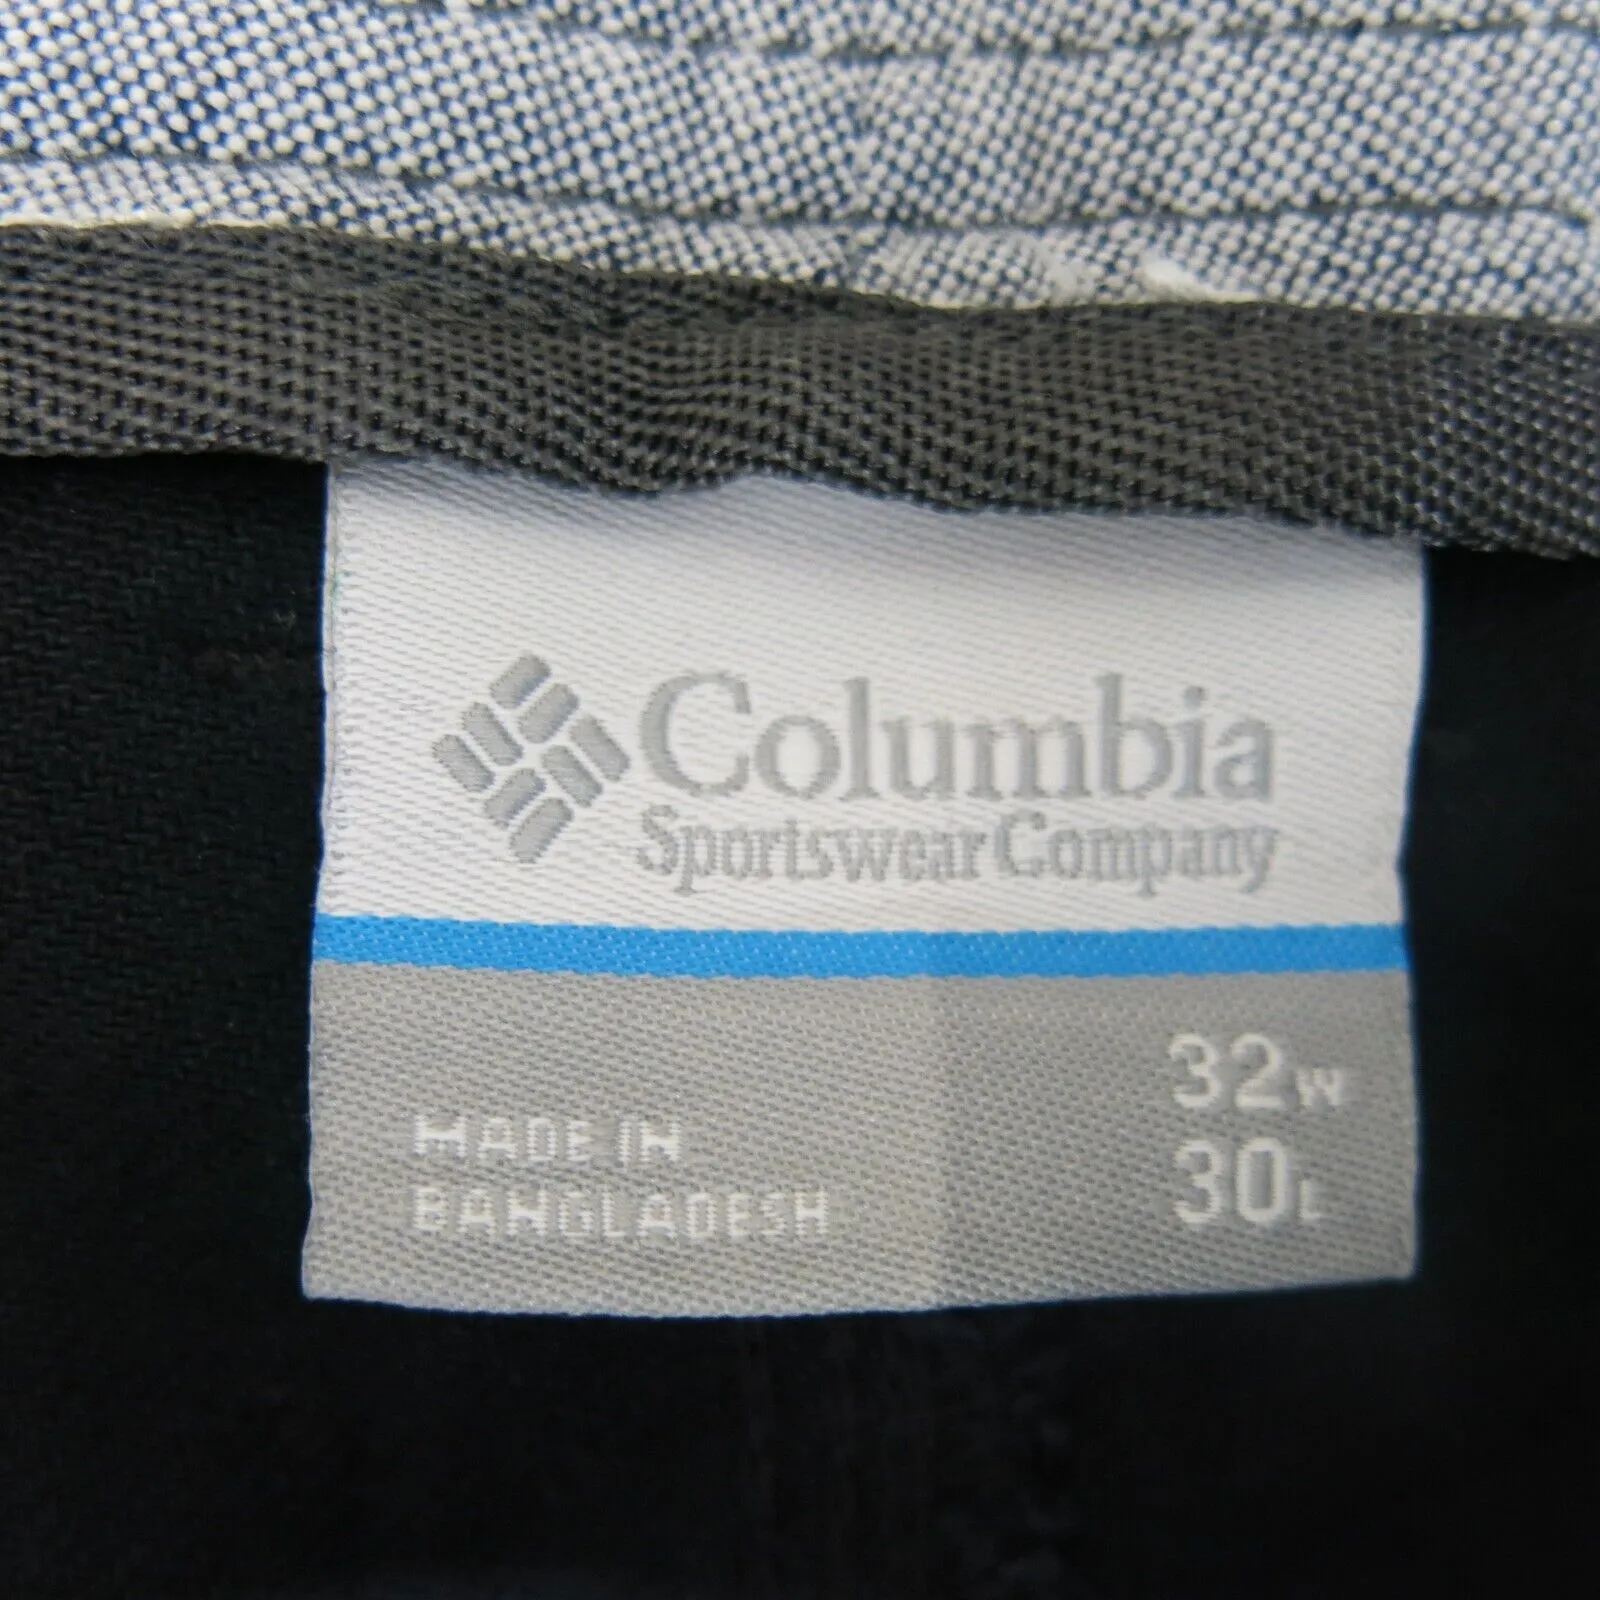 Columbia
Sportswear Company
32W
30L
MADE IN
BANGLADESH